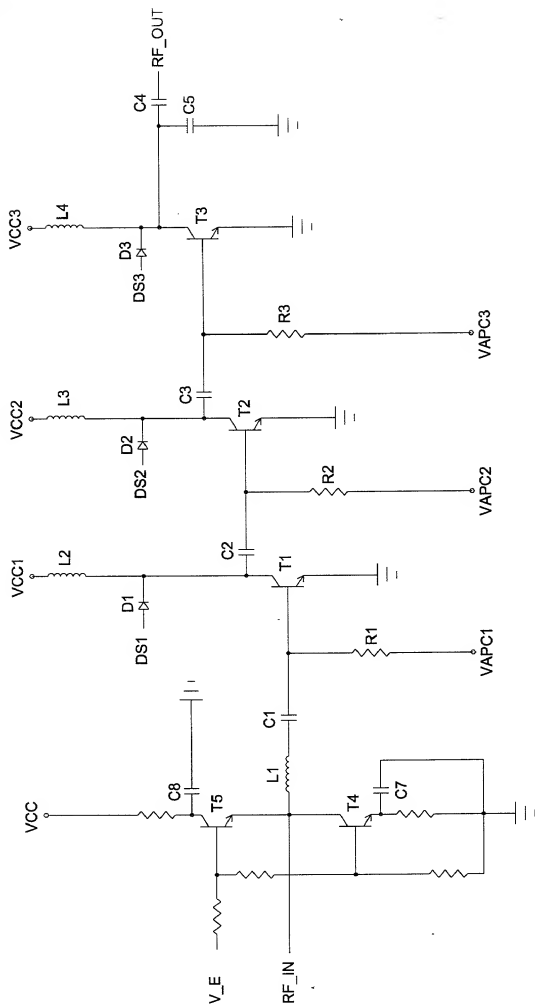 VCC
VCC1
VCC2
VCC3
L2
L3
L4
D1
DS1
D2
DS2
D3
DS3
C4
RF_OUT
C5
C8
T5
C2
T1
C3
T2
T3
V_E
RF_IN
L1
C1
T4
C7
R1
R2
R3
VAPC1
VAPC2
VAPC3